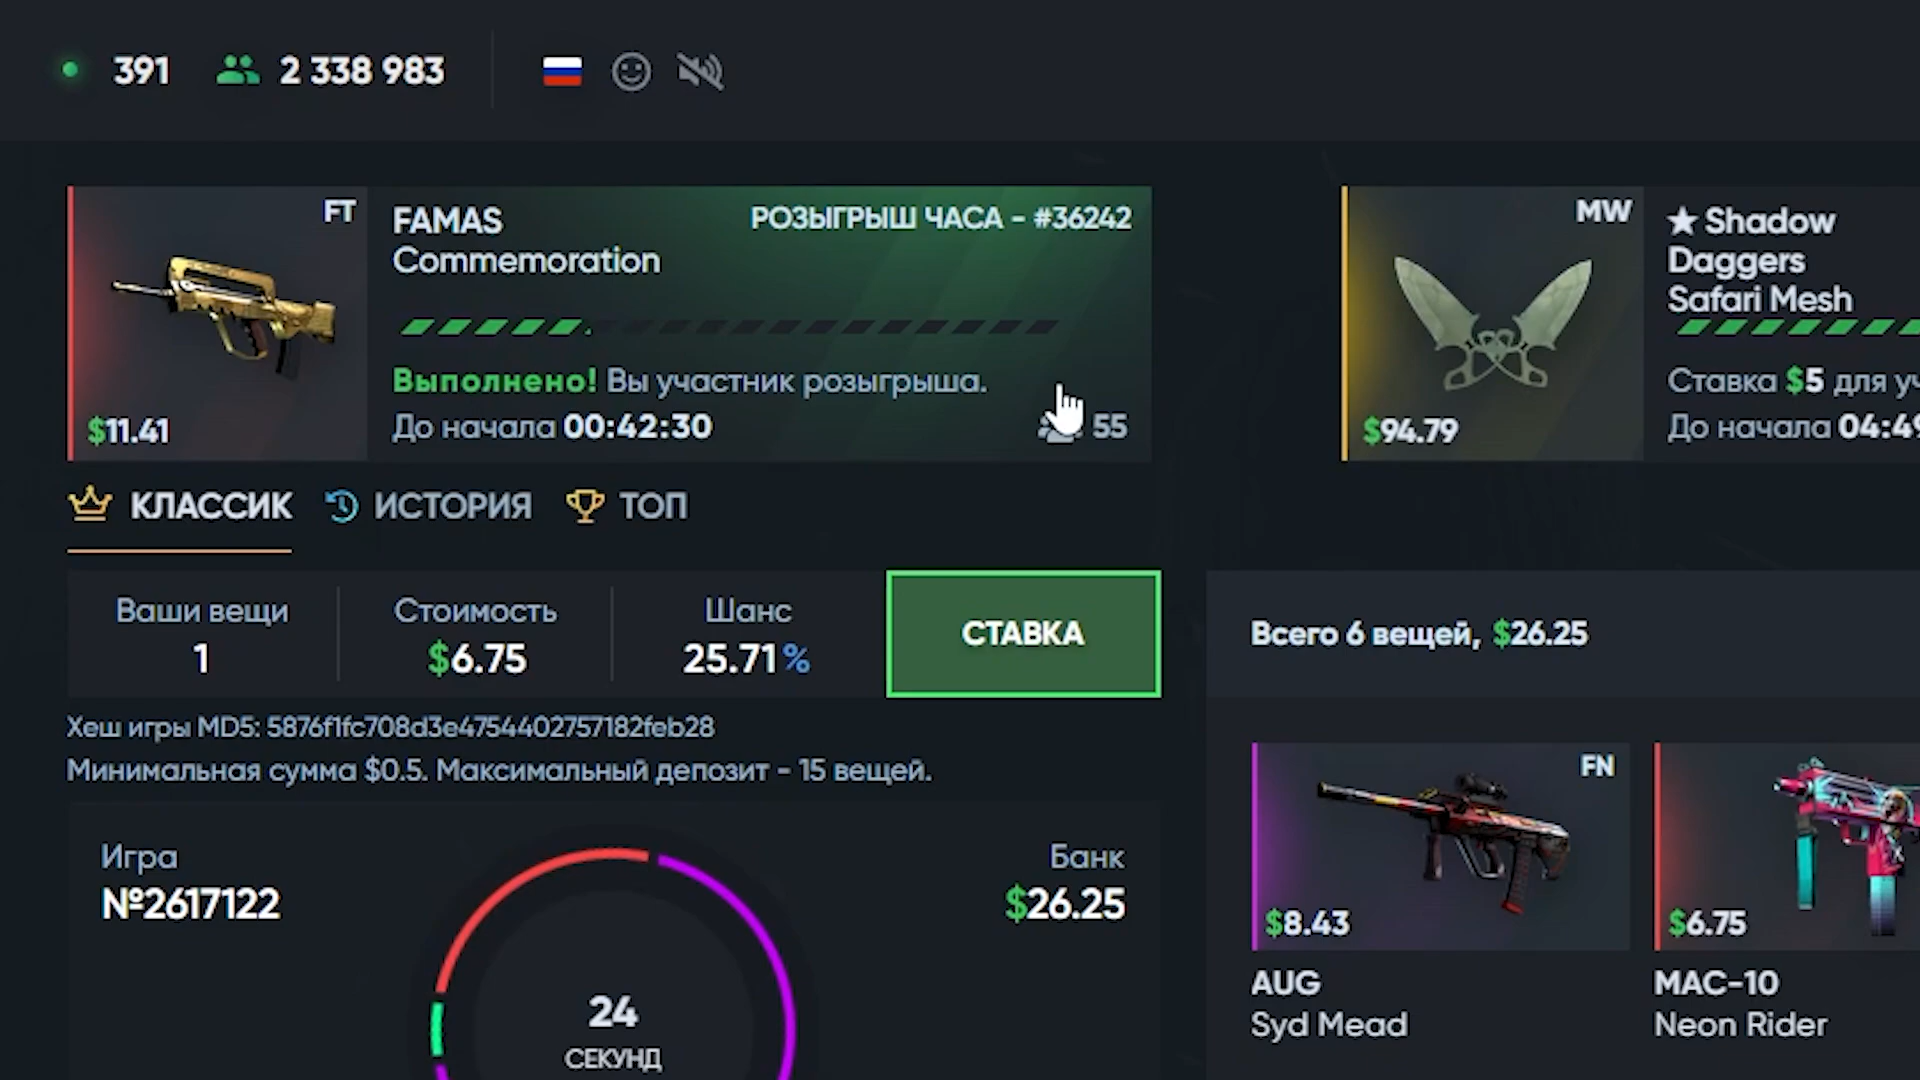 391
2 338 983
FT
FAMAS
Commemoration
РОЗЫГРЫШ ЧАСА - #36242
Выполнено! Вы участник розыгрыша.
До начала 00:42:30
55
$11.41
MW
★ Shadow
Daggers
Safari Mesh
Ставка $5 для
До начала
$94.79
КЛАССИК
ИСТОРИЯ
ТОП
Ваши вещи
1
Стоимость
$6.75
Шанс
25.71%
СТАВКА
Всего 6 вещей, $26.25
Хеш игры MD5: 5876f1fc708d3e4754402757182feb28
Минимальная сумма $0.5. Максимальный депозит - 15 вещей.
Игра
№2617122
Банк
$26.25
24
СЕКУНД
FN
$8.43
AUG
Syd Mead
$6.75
MAC-10
Neon Rider